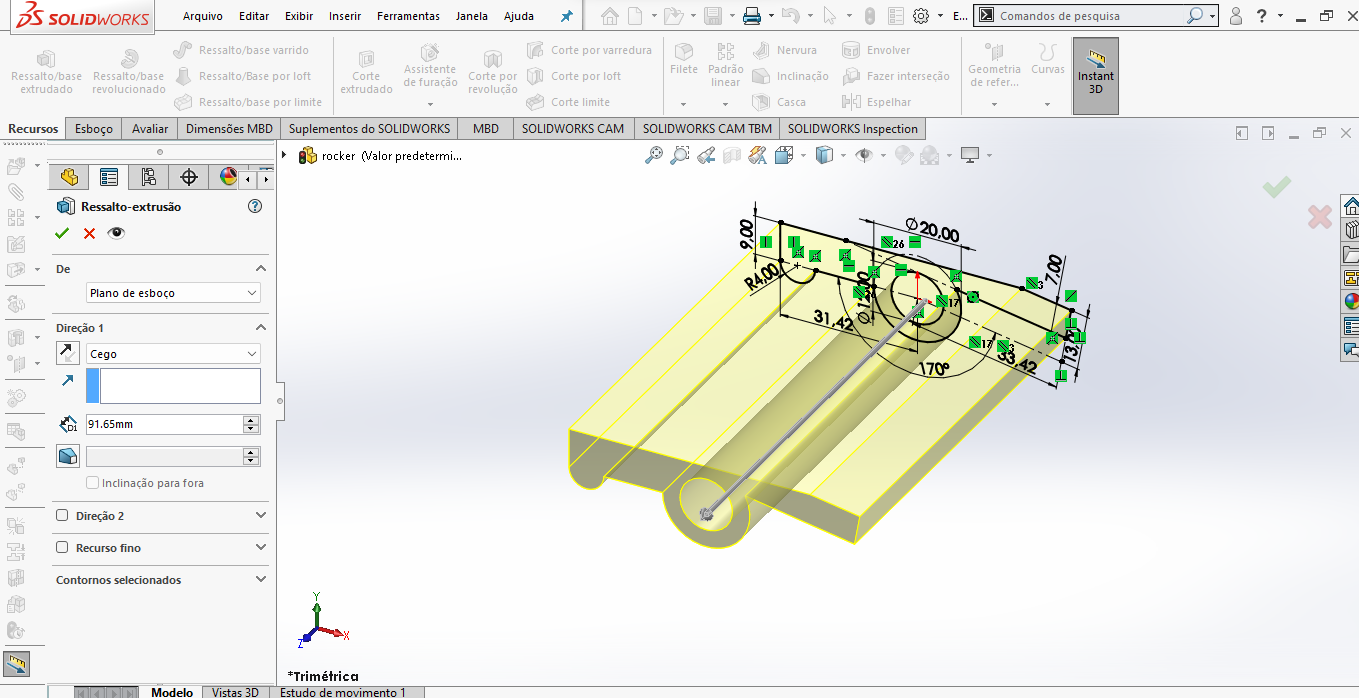 SOLIDWORKS
Arquivo Editar Exibir Inserir Ferramentas Janela Ajuda
E...
Comandos de pesquisa
?
Ressalto/base extrudado
Ressalto/base revolucionado
Ressalto/base varrido
Ressalto/Base por loft
Ressalto/base por limite
Corte extrudado
Assistente de furação
Corte por revolução
Corte por varredura
Corte por loft
Corte limite
Filete
Padrão linear
Nervura
Inclinação
Casca
Envolver
Fazer interseção
Espelhar
Geometria de refer...
Curvas
Instant 3D
Recursos Esboço Avaliar Dimensões MBD Suplementos do SOLIDWORKS MBD SOLIDWORKS CAM SOLIDWORKS CAM TBM SOLIDWORKS Inspection
rocker (Valor predetermi...
Ressalto-extrusão
?
De
Plano de esboço
Direção 1
Cego
D1
91.65mm
Inclinação para fora
Direção 2
Recurso fino
Contornos selecionados
9,00
Ø20,00
26
7,00
3
R4,00
17
31,42
17
3
33,42
170°
Y
X
Z
*Trimétrica
Modelo Vistas 3D Estudo de movimento 1